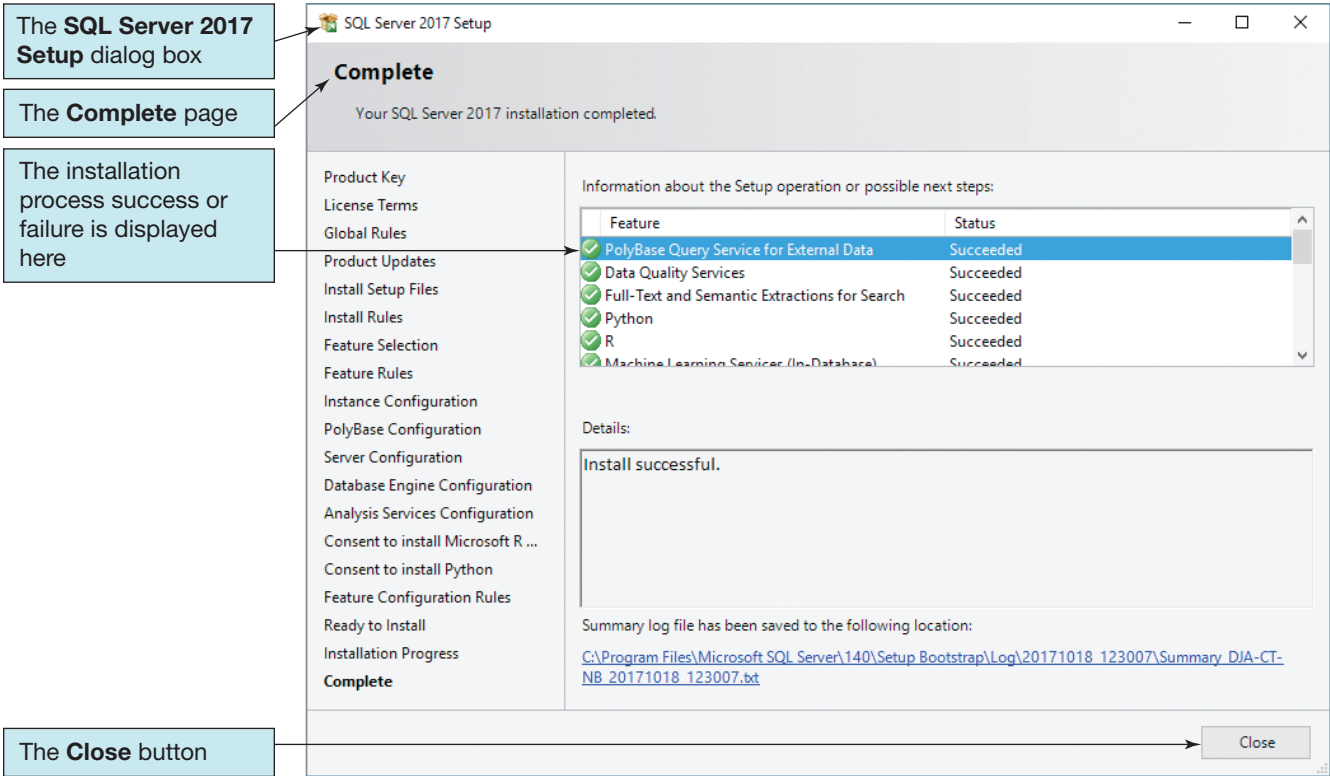 The SQL Server 2017
Setup dialog box
The Complete page
The installation
process success or
failure is displayed
here
The Close button
SQL Server 2017 Setup
Complete
Your SQL Server 2017 installation completed.
Product Key
License Terms
Global Rules
Product Updates
Install Setup Files
Install Rules
Feature Selection
Feature Rules
Instance Configuration
PolyBase Configuration
Server Configuration
Database Engine Configuration
Analysis Services Configuration
Consent to install Microsoft R ...
Consent to install Python
Feature Configuration Rules
Ready to Install
Installation Progress
Complete
Information about the Setup operation or possible next steps:
Feature Status
PolyBase Query Service for External Data Succeeded
Data Quality Services Succeeded
Full-Text and Semantic Extractions for Search Succeeded
Python Succeeded
R Succeeded
Machine Learning Services (In-Database) Succeeded
Details:
Install successful.
Summary log file has been saved to the following location:
C:\Program Files\Microsoft SQL Server\140\Setup Bootstrap\Log\20171018_123007\Summary_DJA-CT-
NB_20171018_123007.txt
Close